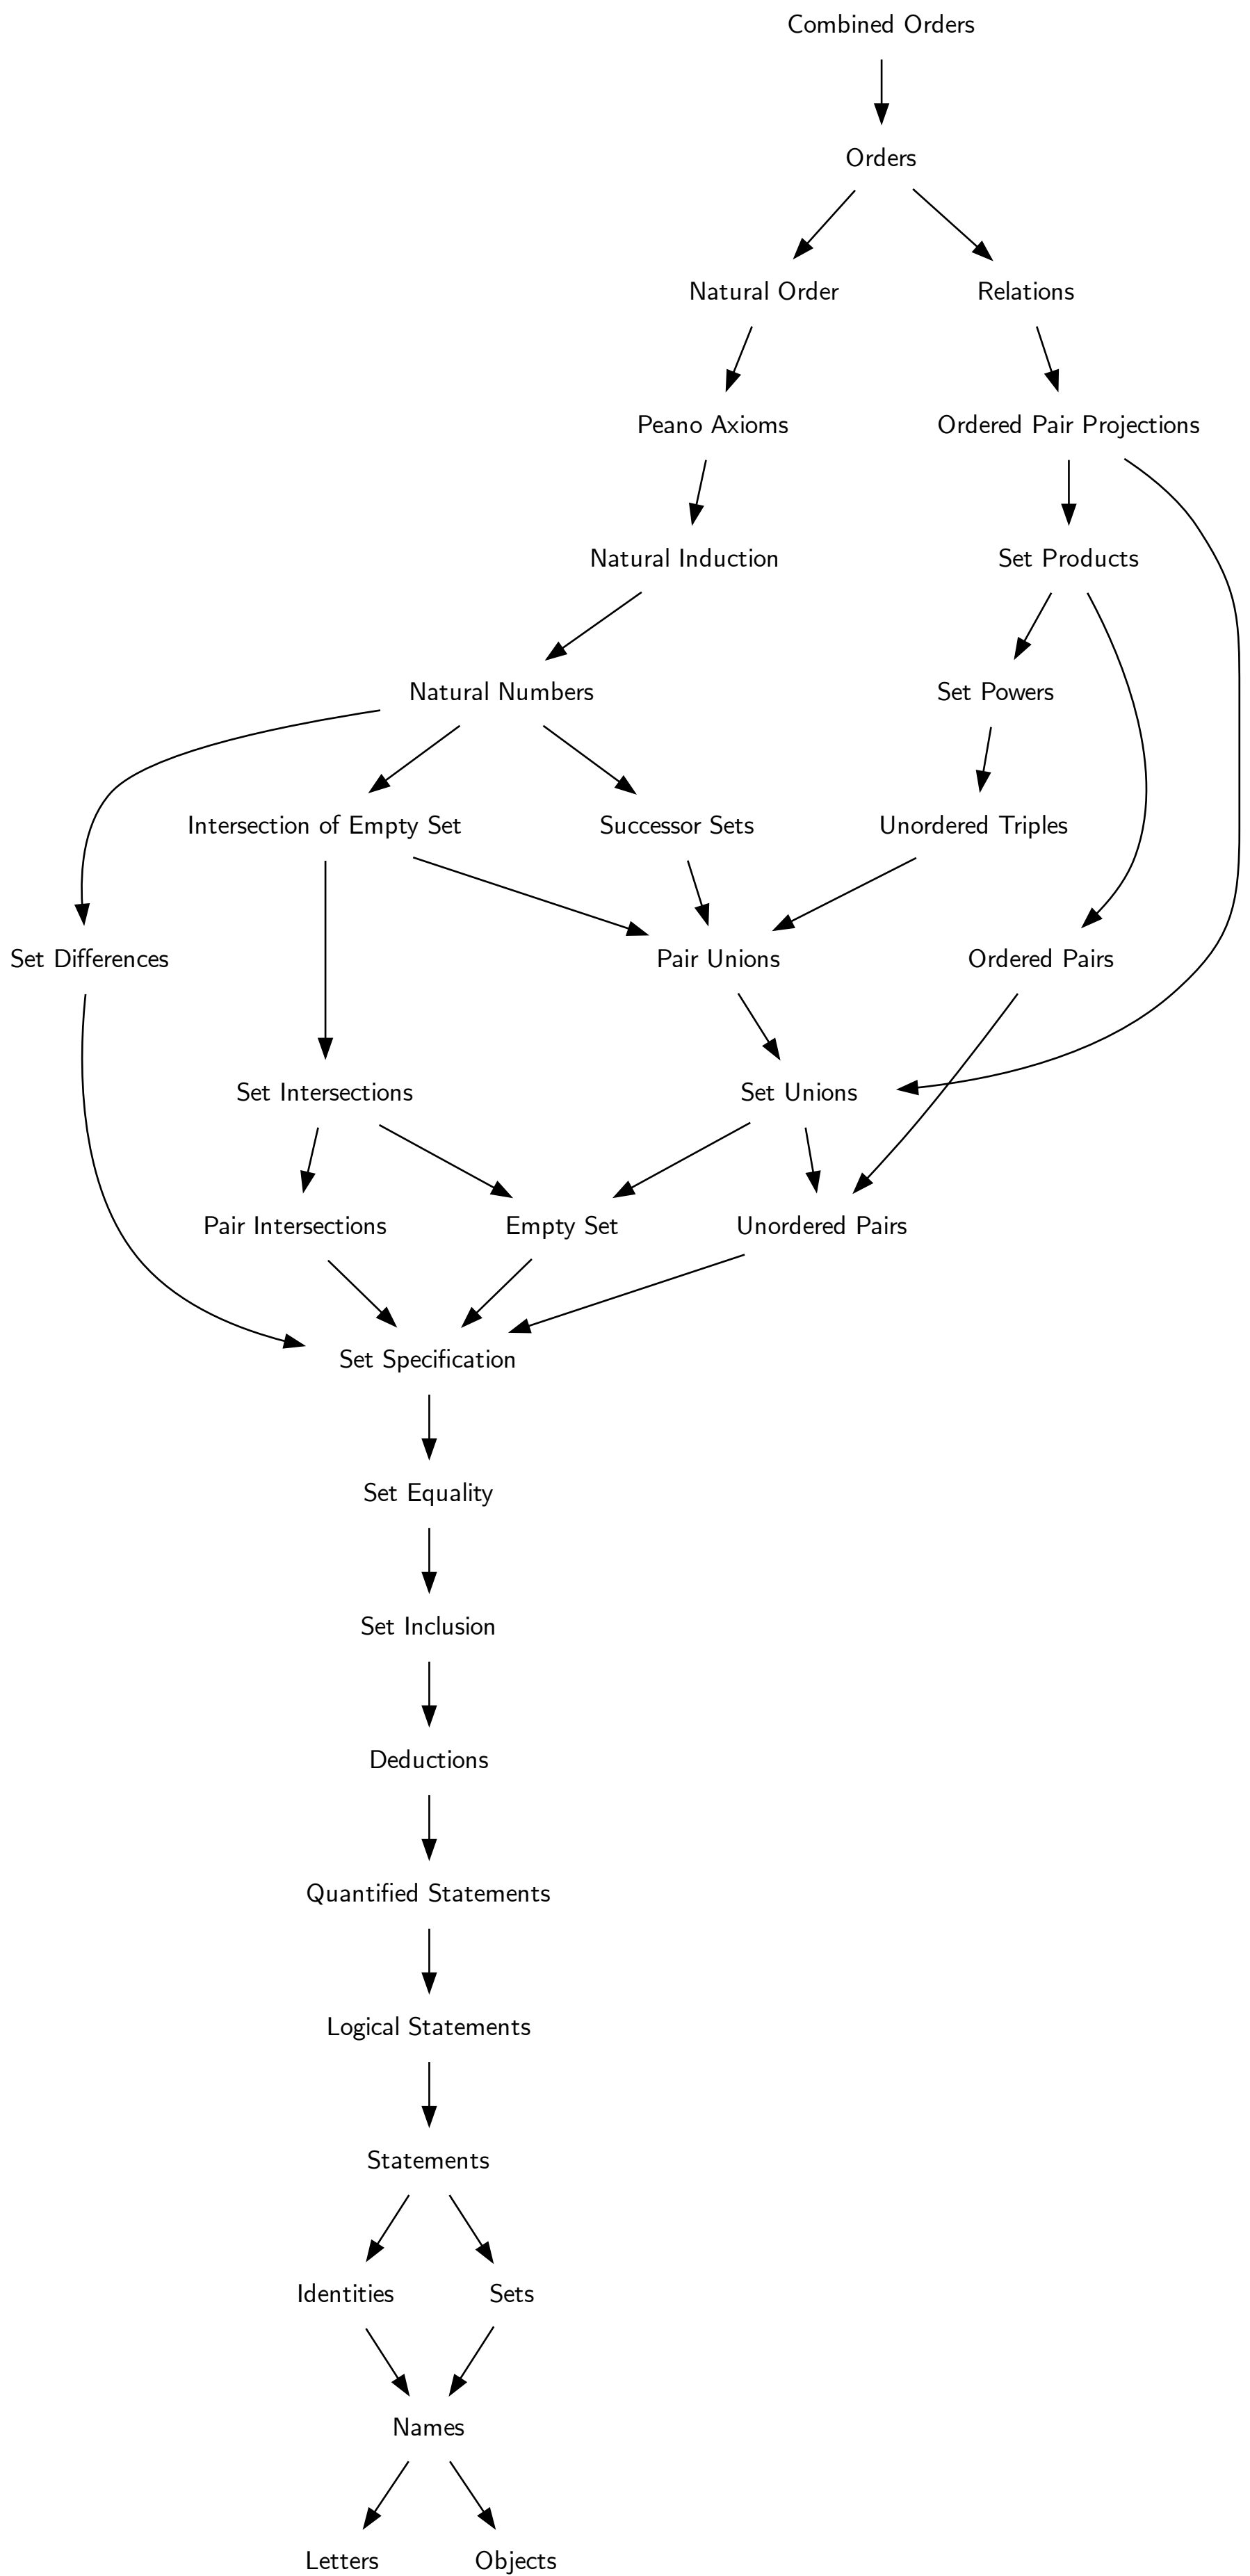 Combined Orders
Orders
Natural Order
Relations
Peano Axioms
Ordered Pair Projections
Natural Induction
Set Products
Natural Numbers
Set Powers
Intersection of Empty Set
Successor Sets
Unordered Triples
Set Differences
Pair Unions
Ordered Pairs
Set Intersections
Set Unions
Pair Intersections
Empty Set
Unordered Pairs
Set Specification
Set Equality
Set Inclusion
Deductions
Quantified Statements
Logical Statements
Statements
Identities
Sets
Names
Letters
Objects